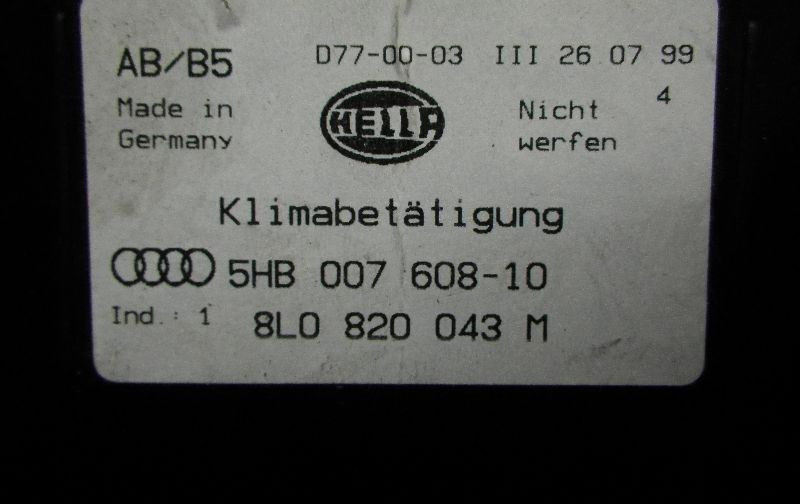 AB/B5 D77-00-03 III 26 07 99
Made in Germany
HELLA
Nicht werfen
4
Klimabetätigung
5HB 007 608-10
Ind.: 1 8L0 820 043 M